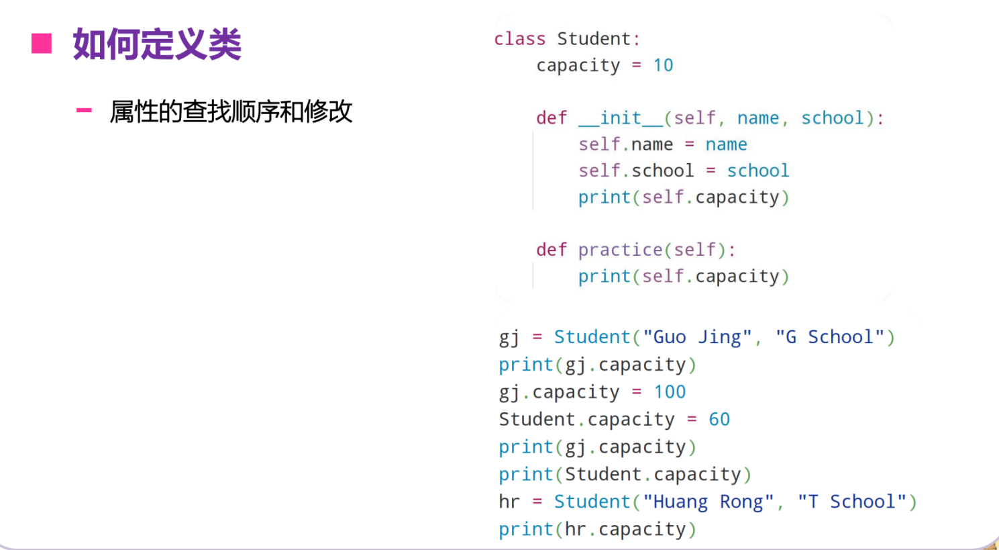 如何定义类
属性的查找顺序和修改
class Student:
    capacity = 10
    def __init__(self, name, school):
        self.name = name
        self.school = school
        print(self.capacity)
    def practice(self):
        print(self.capacity)
gj = Student("Guo Jing", "G School")
print(gj.capacity)
gj.capacity = 100
Student.capacity = 60
print(gj.capacity)
print(Student.capacity)
hr = Student("Huang Rong", "T School")
print(hr.capacity)